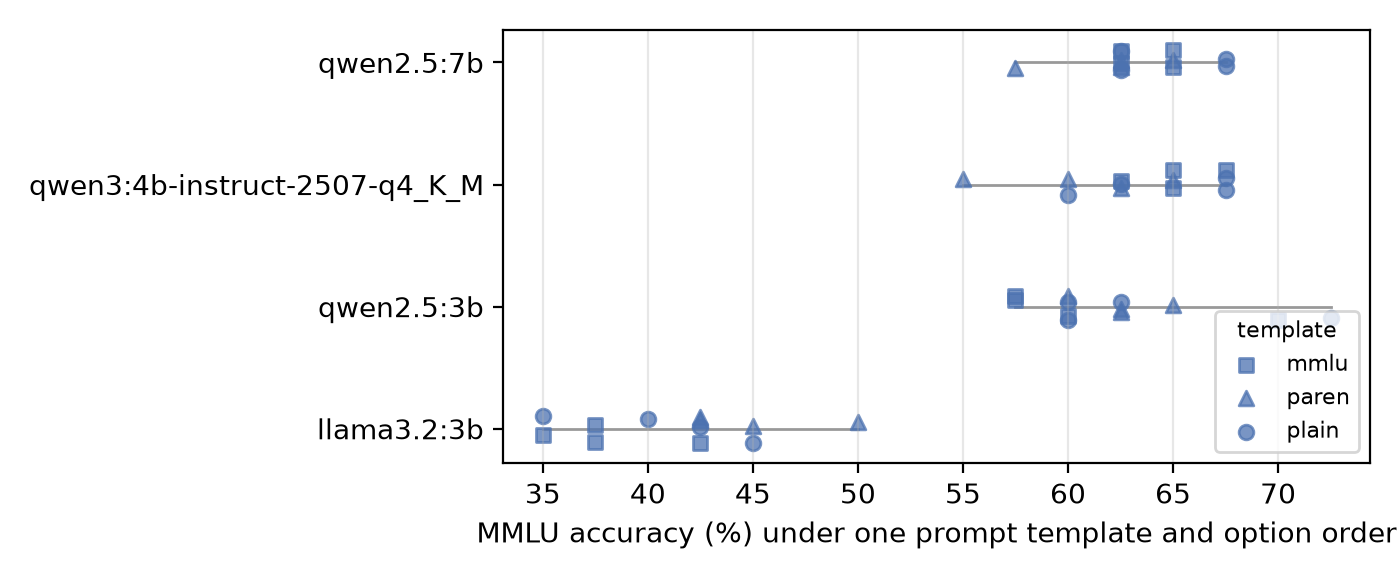 qwen2.5:7b
qwen3:4b-instruct-2507-q4_K_M
qwen2.5:3b
llama3.2:3b
template
mmlu
paren
plain
35 40 45 50 55 60 65 70
MMLU accuracy (%) under one prompt template and option order